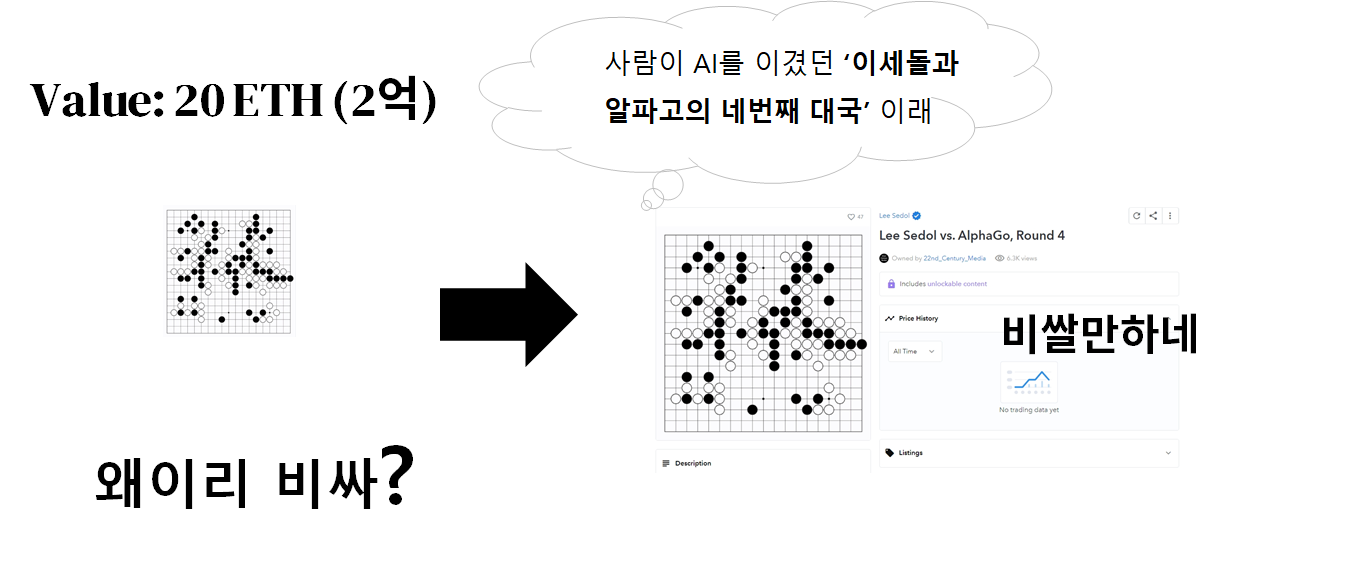 Value: 20 ETH (2억)
왜이리 비싸?
사람이 AI를 이겼던 ‘이세돌과
알파고의 네번째 대국’ 이래
47
Lee Sedol
Lee Sedol vs. AlphaGo, Round 4
Owned by 22nd_Century_Media 6.3K views
Includes unlockable content
Price History
비쌀만하네
All Time
No trading data yet
Listings
Description